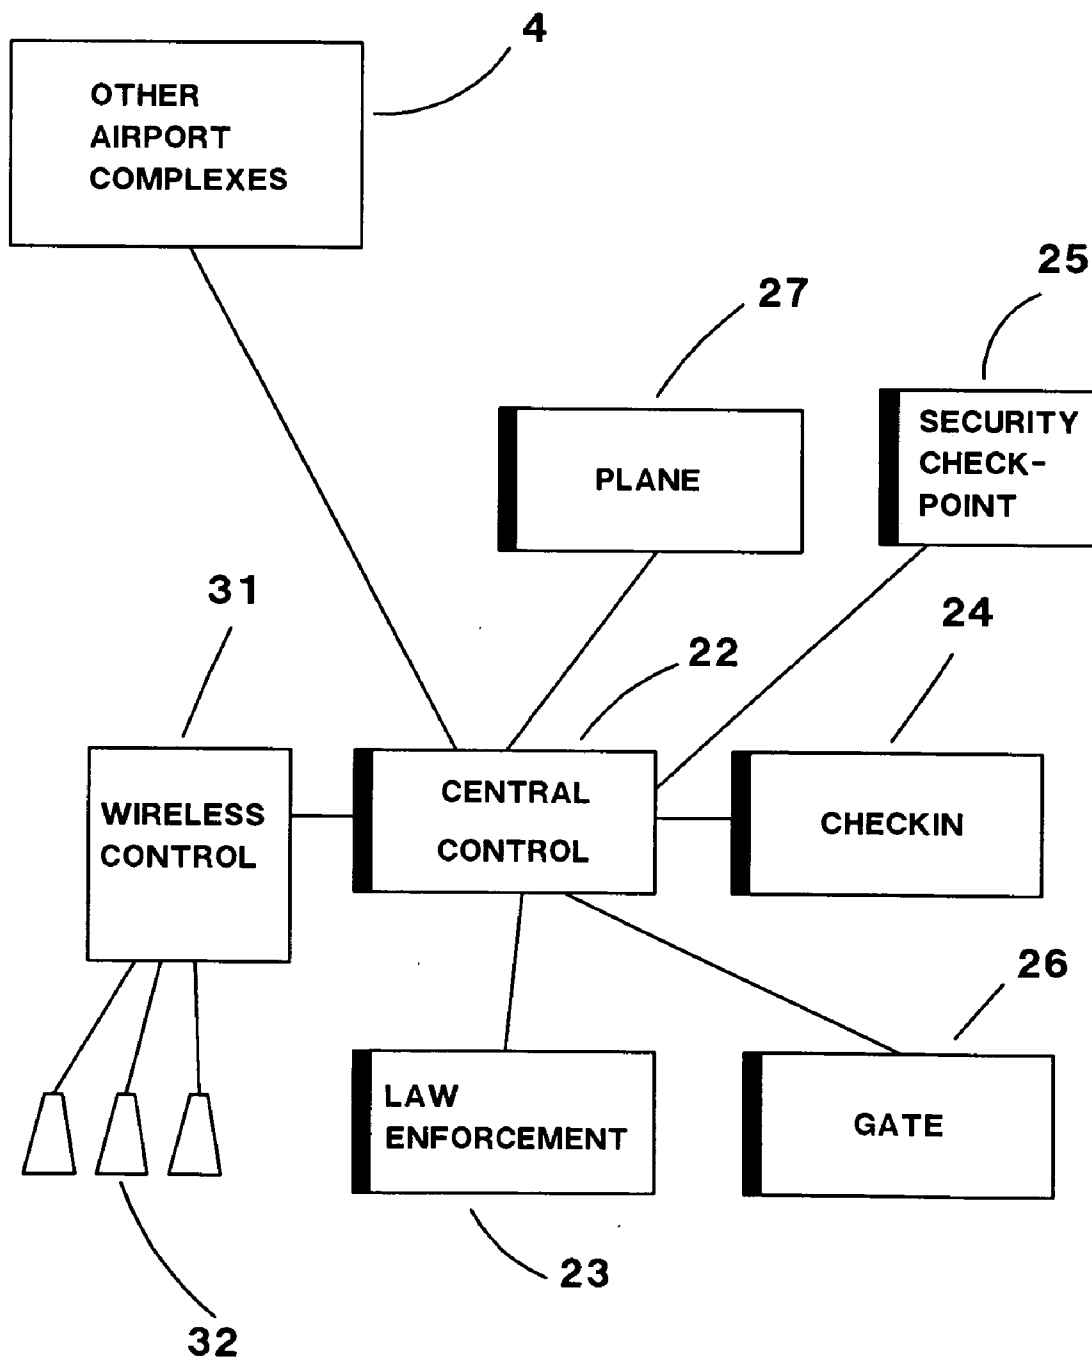 4
OTHER
AIRPORT
COMPLEXES
25
27
SECURITY
CHECK-
POINT
PLANE
31
24
22
CENTRAL
CONTROL
WIRELESS
CONTROL
CHECKIN
26
LAW
ENFORCEMENT
GATE
23
32